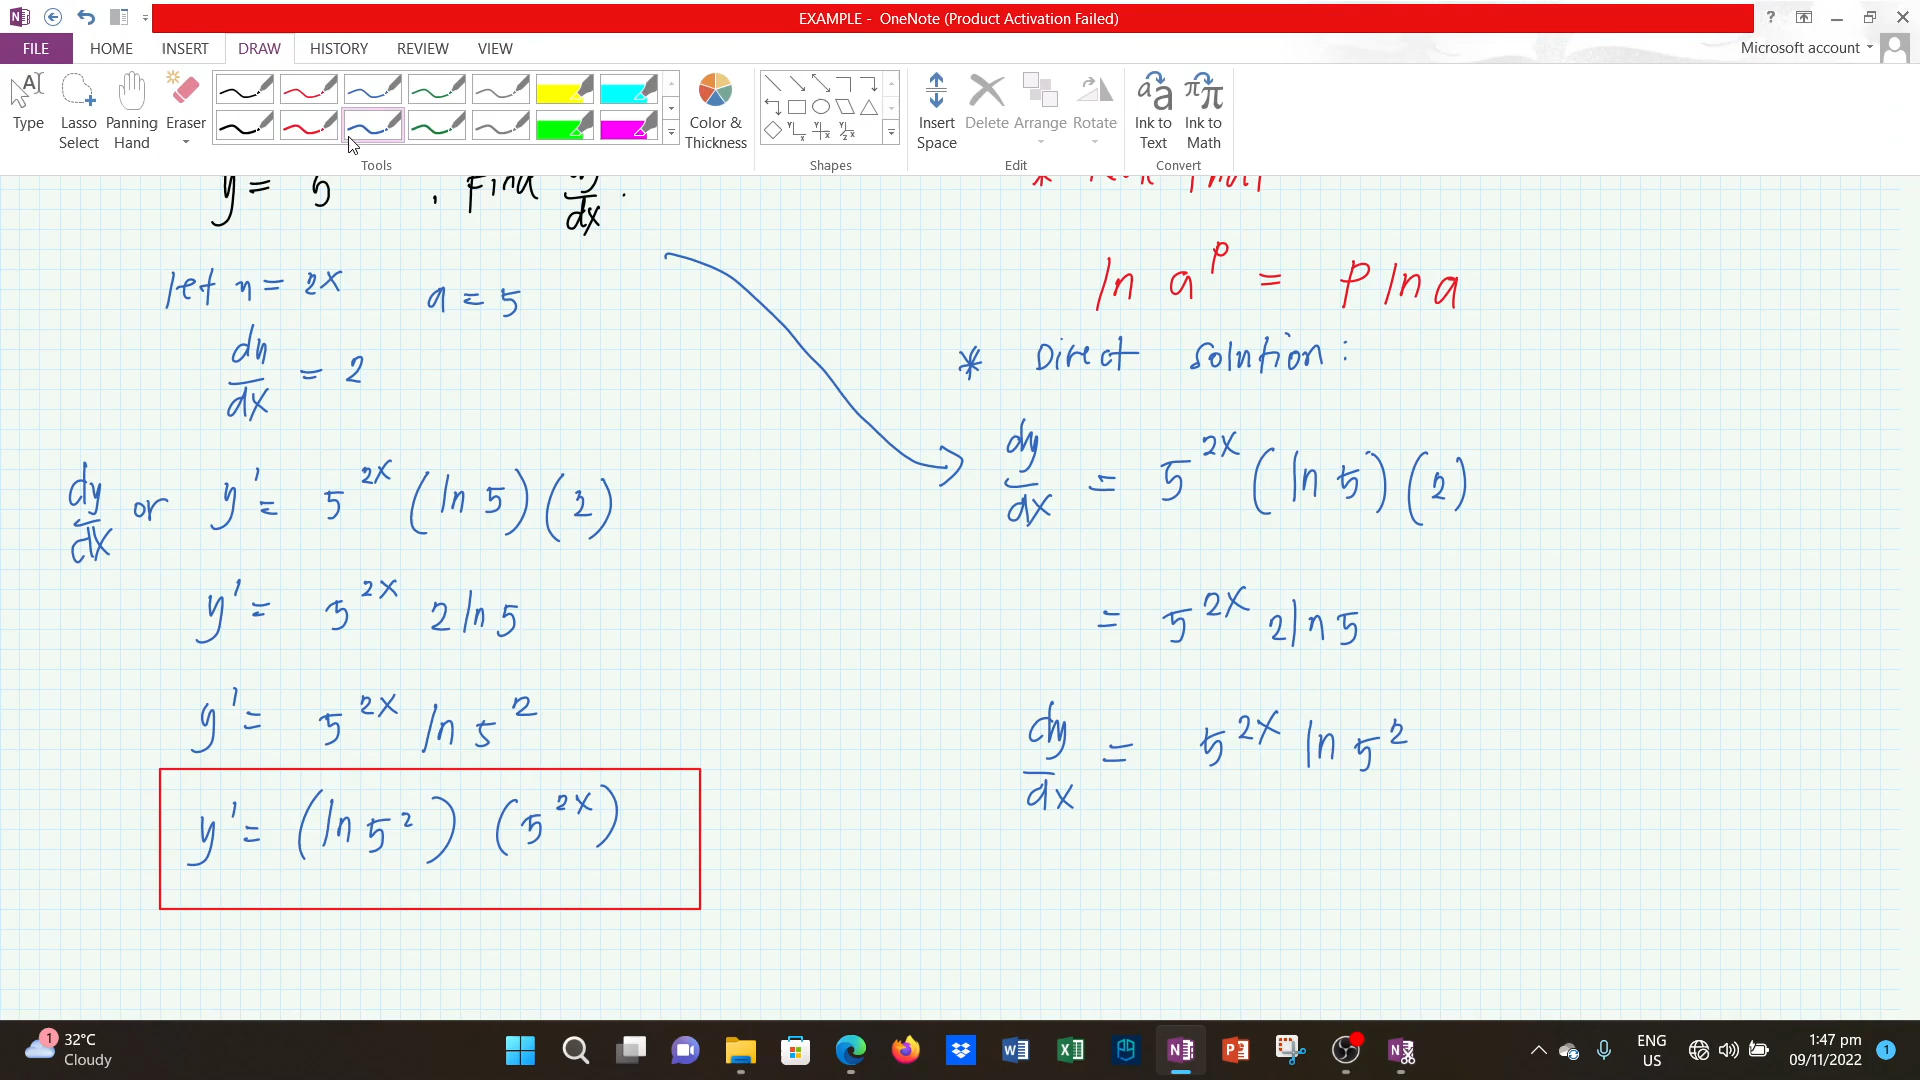 EXAMPLE - OneNote (Product Activation Failed)
FILE HOME INSERT DRAW HISTORY REVIEW VIEW
Microsoft account
Type
Lasso Select
Panning Hand
Eraser
Color & Thickness
Insert Space
Delete
Arrange
Rotate
Ink to Text
Ink to Math
Tools
Shapes
Edit
Convert
y = 5 . Find dy/dx .
let u = 2x a = 5
du/dx = 2
dy/dx or y' = 5^2x (ln 5)(2)
y' = 5^2x 2 ln 5
y' = 5^2x ln 5^2
y' = (ln 5^2) (5^2x)
ln a^p = p ln a
* Direct solution:
dy/dx = 5^2x (ln 5)(2)
= 5^2x 2 ln 5
dy/dx = 5^2x ln 5^2
1
32°C
Cloudy
ENG
US
1:47 pm
09/11/2022
1